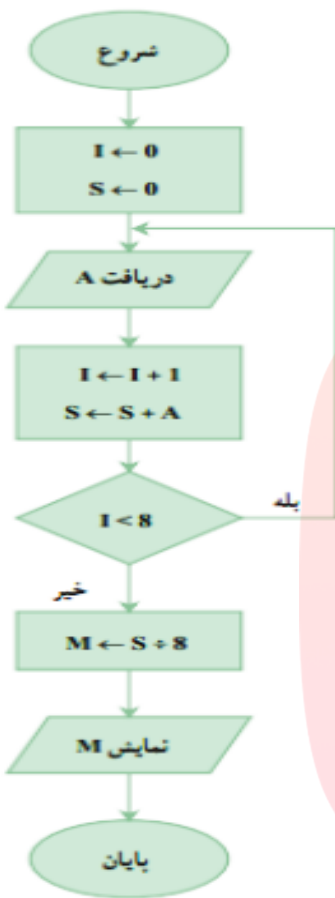 شروع
I ← 0
S ← 0
دریافت A
I ← I + 1
S ← S + A
I < 8
بله
خیر
M ← S ÷ 8
نمایش M
پایان